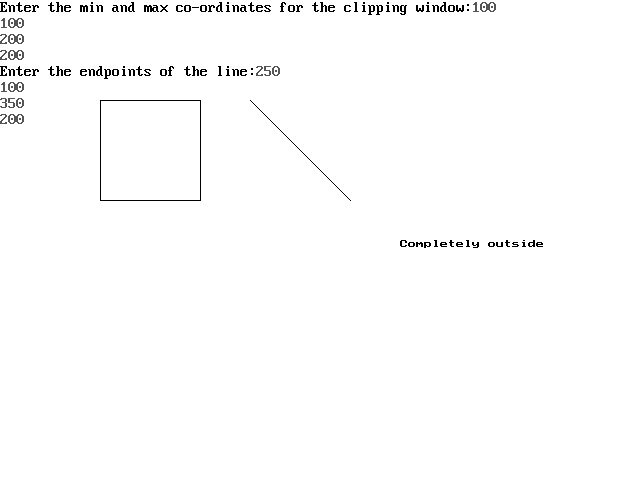 Enter the min and max co-ordinates for the clipping window:100
100
200
200
Enter the endpoints of the line:250
100
350
200
Completely outside